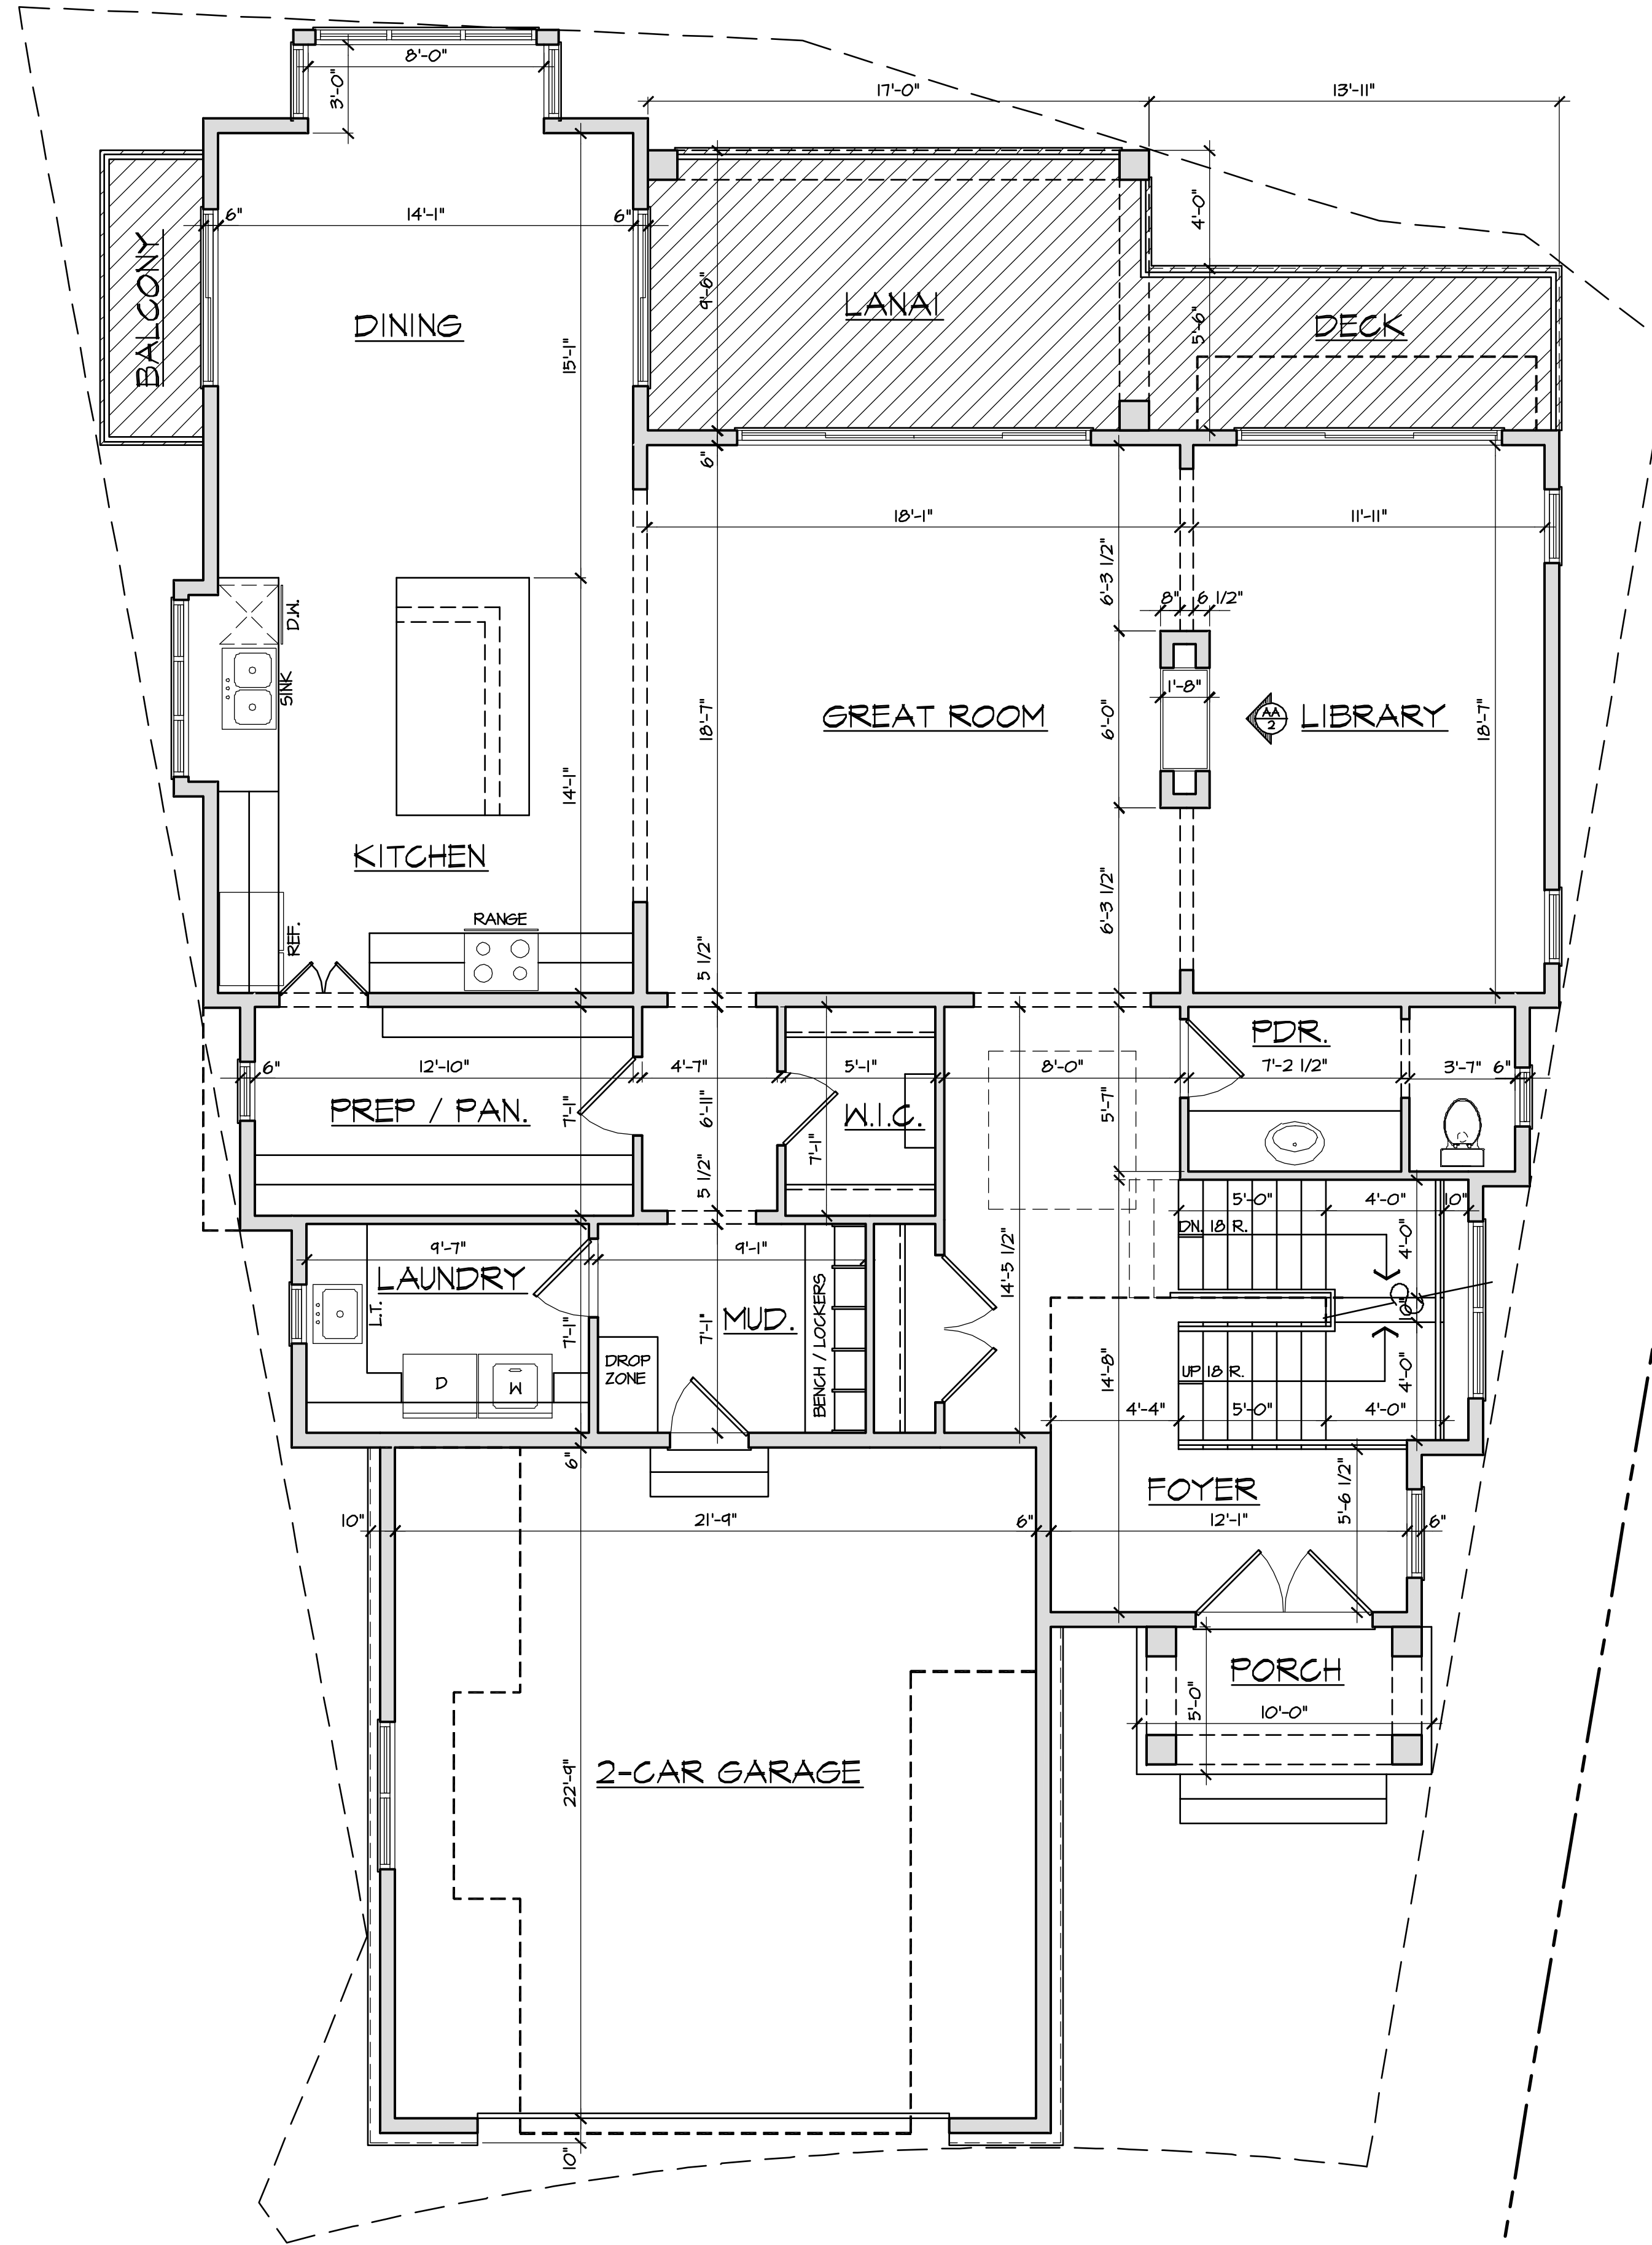 8'-0"
3'-0"
17'-0"
13'-11"
4'-0"
6"
14'-1"
6"
BALCONY
DINING
15'-1"
9'-6"
LANAI
5'-6"
DECK
6"
18'-1"
11'-11"
6'-3 1/2"
8"
6 1/2"
D.W.
SINK
1'-8"
18'-7"
GREAT ROOM
6'-0"
AA
2
LIBRARY
18'-7"
14'-1"
KITCHEN
RANGE
REF.
5 1/2"
6'-3 1/2"
PDR.
6"
12'-10"
4'-7"
5'-1"
8'-0"
7'-2 1/2"
3'-7"
6"
PREP / PAN.
7'-1"
6'-11"
7'-1"
W.I.C.
5'-7"
5 1/2"
5'-0"
4'-0"
10"
DN. 18 R.
4'-0"
9'-7"
9'-1"
14'-5 1/2"
LAUNDRY
L.T.
7'-1"
MUD.
7'-1"
BENCH / LOCKERS
10"
DROP
ZONE
D
W
14'-8"
UP 18 R.
4'-0"
4'-4"
5'-0"
4'-0"
6"
FOYER
5'-6 1/2"
10"
21'-9"
6"
12'-1"
6"
PORCH
5'-0"
10'-0"
22'-9"
2-CAR GARAGE
10"